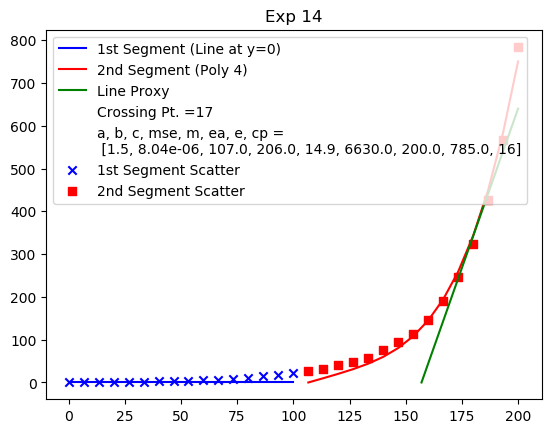 Exp 14
1st Segment (Line at y=0)
2nd Segment (Poly 4)
Line Proxy
Crossing Pt. =17
a, b, c, mse, m, ea, e, cp =
[1.5, 8.04e-06, 107.0, 206.0, 14.9, 6630.0, 200.0, 785.0, 16]
1st Segment Scatter
2nd Segment Scatter
800
700
600
500
400
300
200
100
0
0 25 50 75 100 125 150 175 200